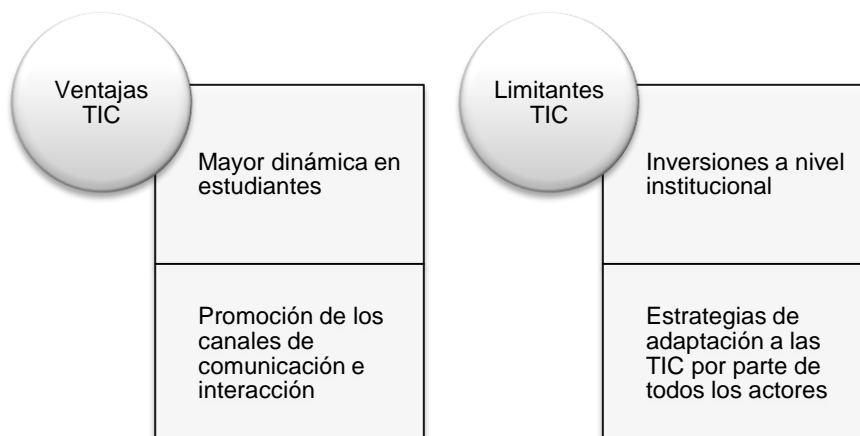 Ventajas
TIC
Mayor dinámica en
estudiantes
Promoción de los
canales de
comunicación e
interacción
Limitantes
TIC
Inversiones a nivel
institucional
Estrategias de
adaptación a las
TIC por parte de
todos los actores